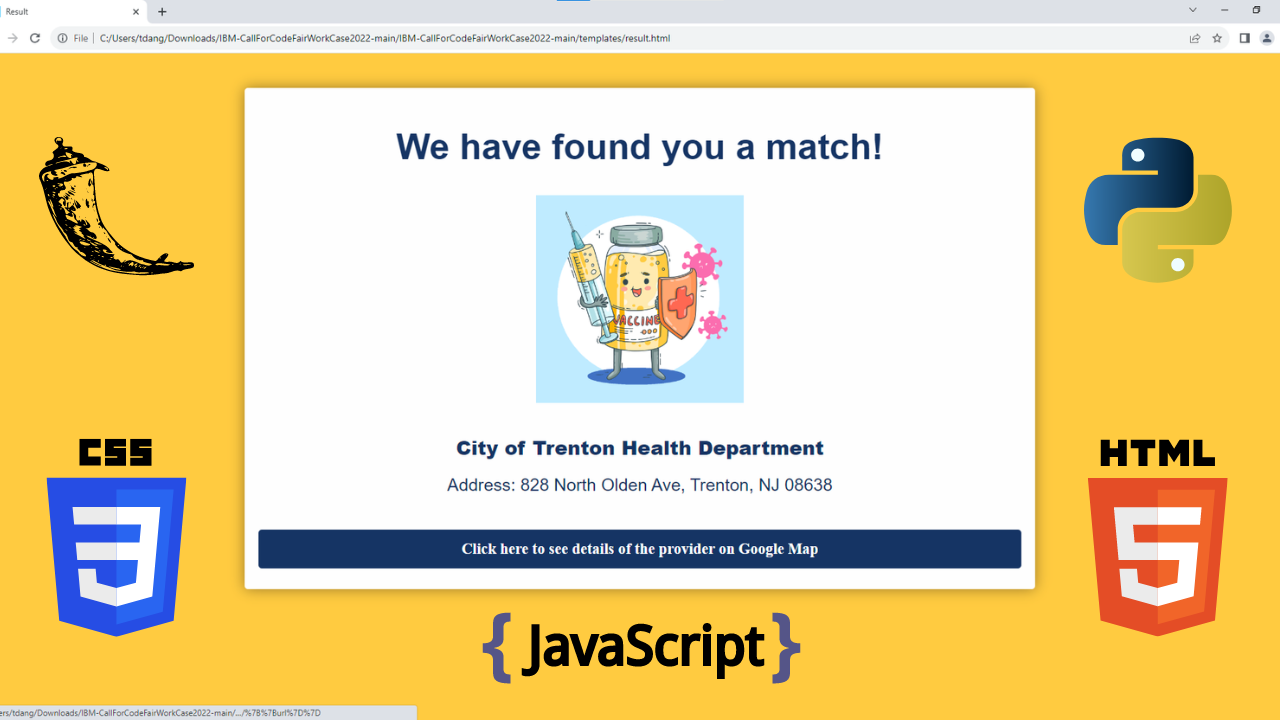 Result
File
C:/Users/tdang/Downloads/IBM-CallForCodeFairWorkCase2022-main/IBM-CallForCodeFairWorkCase2022-main/templates/result.html
We have found you a match!
VACCINE
City of Trenton Health Department
Address: 828 North Olden Ave, Trenton, NJ 08638
Click here to see details of the provider on Google Map
CSS
3
HTML
5
{ JavaScript }
ers/tdang/Downloads/IBM-CallForCodeFairWorkCase2022-main/.../%7B%7Burl%7D%7D